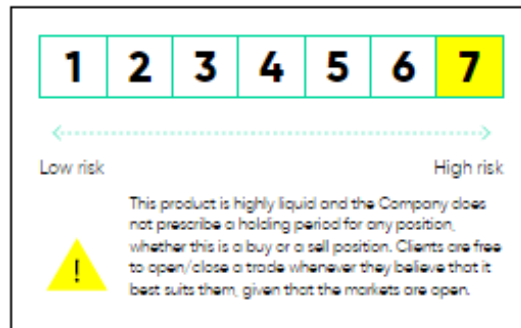 1 2 3 4 5 6 7
Low risk High risk
This product is highly liquid and the Company does
not prescribe a holding period for any position,
whether this is a buy or a sell position. Clients are free
! to open/close a trade whenever they believe that it
best suits them, given that the markets are open.